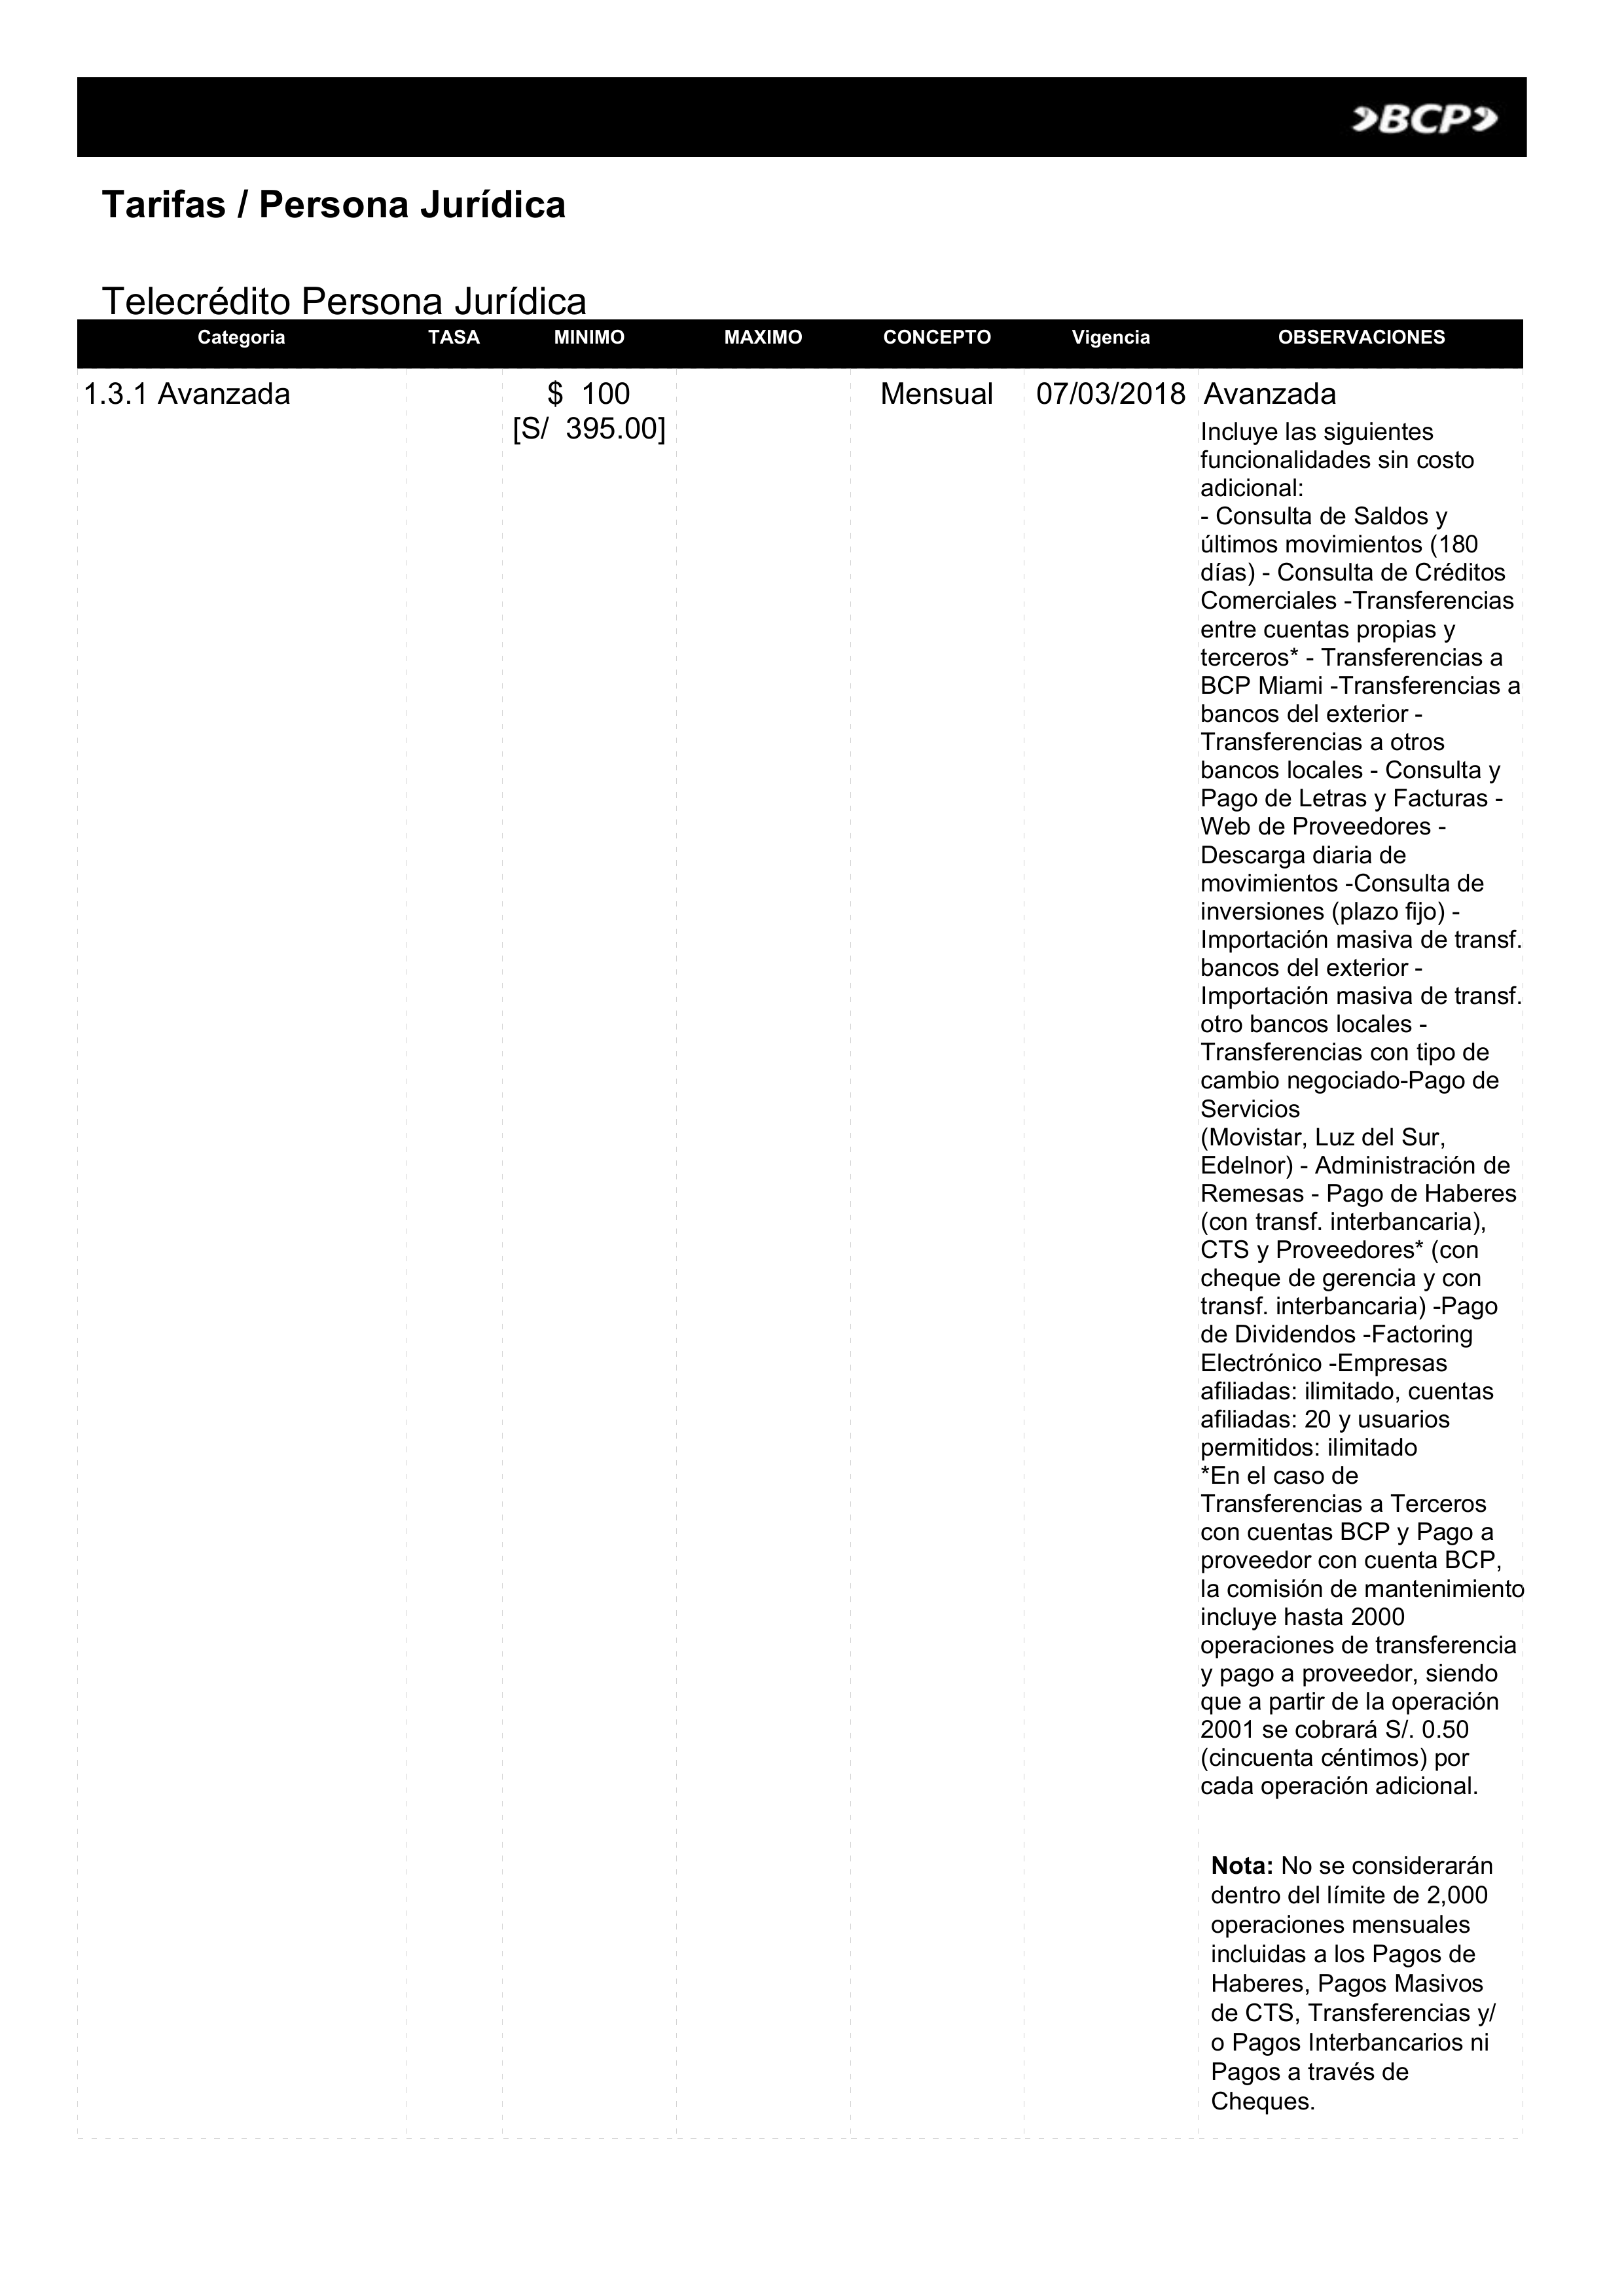 BCP
Tarifas / Persona Jurídica
Telecrédito Persona Jurídica
Categoria TASA MINIMO MAXIMO CONCEPTO Vigencia OBSERVACIONES
1.3.1 Avanzada $ 100 Mensual 07/03/2018 Avanzada
[S/ 395.00]
Incluye las siguientes
funcionalidades sin costo
adicional:
- Consulta de Saldos y
últimos movimientos (180
días) - Consulta de Créditos
Comerciales -Transferencias
entre cuentas propias y
terceros* - Transferencias a
BCP Miami -Transferencias a
bancos del exterior -
Transferencias a otros
bancos locales - Consulta y
Pago de Letras y Facturas -
Web de Proveedores -
Descarga diaria de
movimientos -Consulta de
inversiones (plazo fijo) -
Importación masiva de transf.
bancos del exterior -
Importación masiva de transf.
otro bancos locales -
Transferencias con tipo de
cambio negociado-Pago de
Servicios
(Movistar, Luz del Sur,
Edelnor) - Administración de
Remesas - Pago de Haberes
(con transf. interbancaria),
CTS y Proveedores* (con
cheque de gerencia y con
transf. interbancaria) -Pago
de Dividendos -Factoring
Electrónico -Empresas
afiliadas: ilimitado, cuentas
afiliadas: 20 y usuarios
permitidos: ilimitado
*En el caso de
Transferencias a Terceros
con cuentas BCP y Pago a
proveedor con cuenta BCP,
la comisión de mantenimiento
incluye hasta 2000
operaciones de transferencia
y pago a proveedor, siendo
que a partir de la operación
2001 se cobrará S/. 0.50
(cincuenta céntimos) por
cada operación adicional.
Nota: No se considerarán
dentro del límite de 2,000
operaciones mensuales
incluidas a los Pagos de
Haberes, Pagos Masivos
de CTS, Transferencias y/
o Pagos Interbancarios ni
Pagos a través de
Cheques.